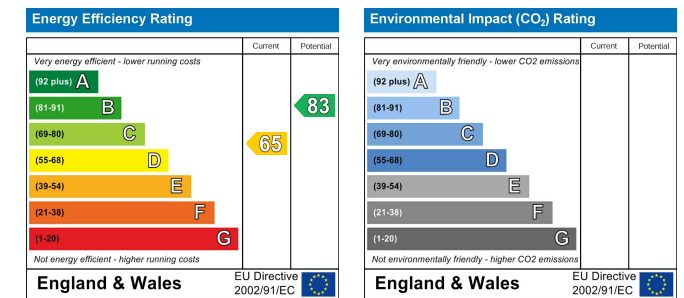 Energy Efficiency Rating
Current Potential
Very energy efficient - lower running costs
(92 plus) A
(81-91) B
83
(69-80) C
65
(55-68) D
(39-54) E
(21-38) F
(1-20) G
Not energy efficient - higher running costs
England & Wales
EU Directive
2002/91/EC
Environmental Impact (CO2) Rating
Current Potential
Very environmentally friendly - lower CO2 emissions
(92 plus) A
(81-91) B
(69-80) C
(55-68) D
(39-54) E
(21-38) F
(1-20) G
Not environmentally friendly - higher CO2 emissions
England & Wales
EU Directive
2002/91/EC